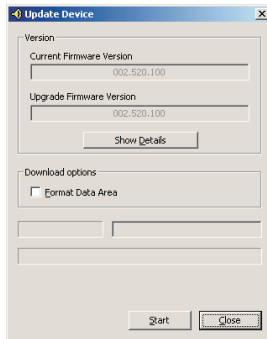 Update Device
Version
Current Firmware Version
002.520.100
Upgrade Firmware Version
002.520.100
Show Details
Download options
Format Data Area
Start
Close